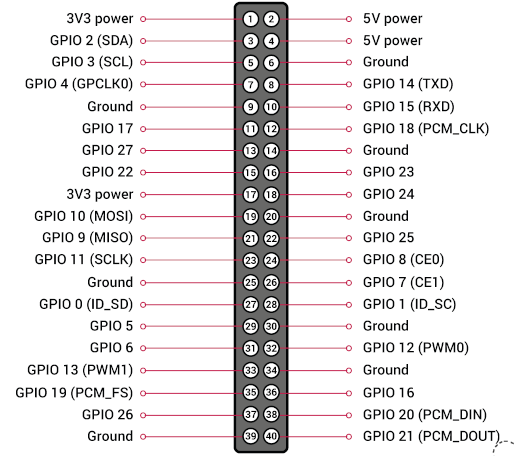 3V3 power 1 2 5V power
GPIO 2 (SDA) 3 4 5V power
GPIO 3 (SCL) 5 6 Ground
GPIO 4 (GPCLK0) 7 8 GPIO 14 (TXD)
Ground 9 10 GPIO 15 (RXD)
GPIO 17 11 12 GPIO 18 (PCM_CLK)
GPIO 27 13 14 Ground
GPIO 22 15 16 GPIO 23
3V3 power 17 18 GPIO 24
GPIO 10 (MOSI) 19 20 Ground
GPIO 9 (MISO) 21 22 GPIO 25
GPIO 11 (SCLK) 23 24 GPIO 8 (CE0)
Ground 25 26 GPIO 7 (CE1)
GPIO 0 (ID_SD) 27 28 GPIO 1 (ID_SC)
GPIO 5 29 30 Ground
GPIO 6 31 32 GPIO 12 (PWM0)
GPIO 13 (PWM1) 33 34 Ground
GPIO 19 (PCM_FS) 35 36 GPIO 16
GPIO 26 37 38 GPIO 20 (PCM_DIN)
Ground 39 40 GPIO 21 (PCM_DOUT)